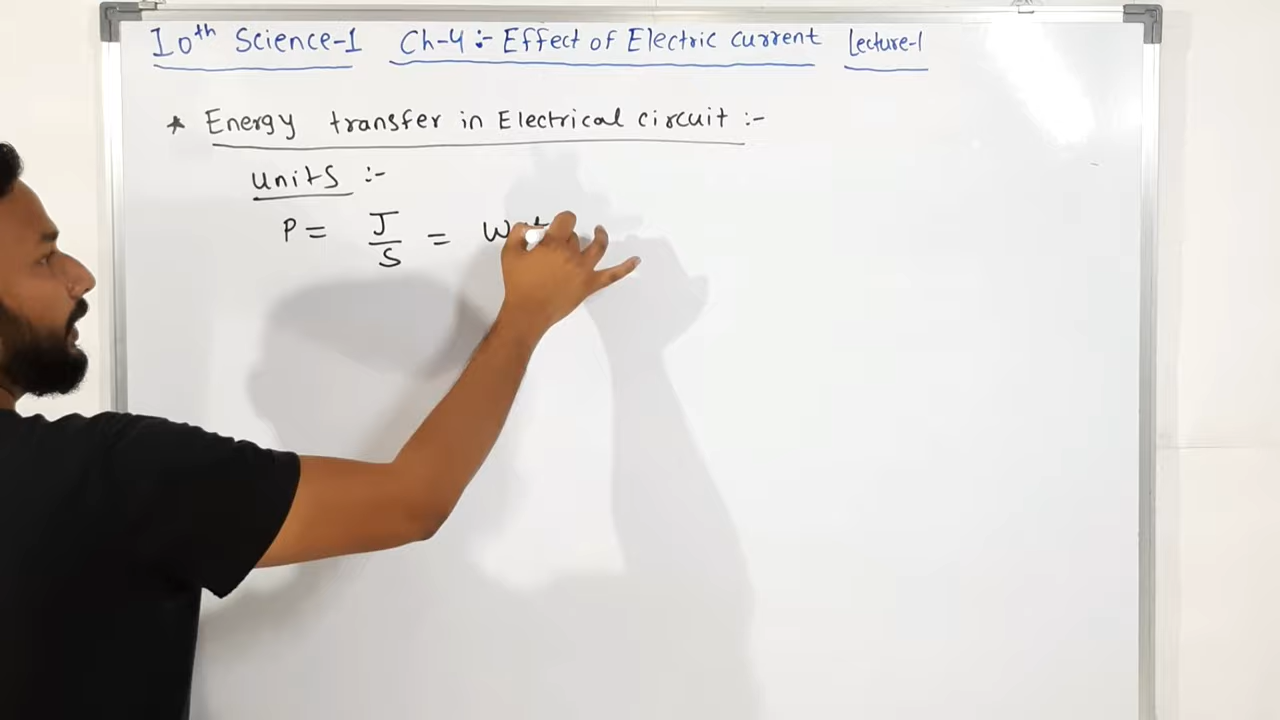 10th Science-1 Ch-4 :- Effect of Electric current Lecture-1
* Energy transfer in Electrical circuit :-
units :-
P = J/S =